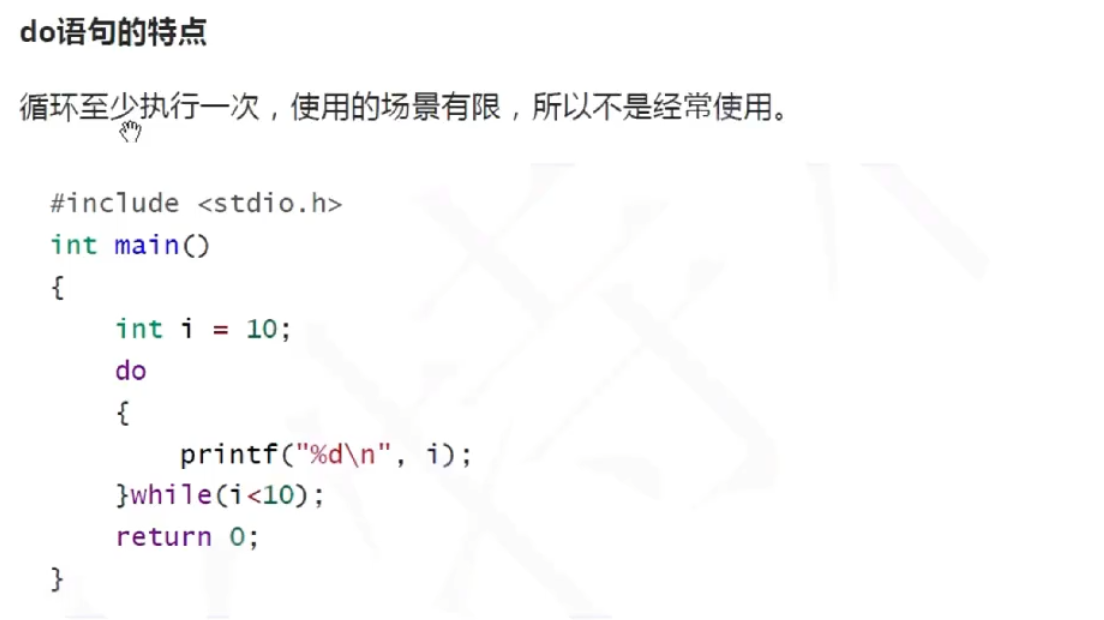 do语句的特点
循环至少执行一次，使用的场景有限，所以不是经常使用。
#include <stdio.h>
int main()
{
    int i = 10;
    do
    {
        printf("%d\n", i);
    }while(i<10);
    return 0;
}